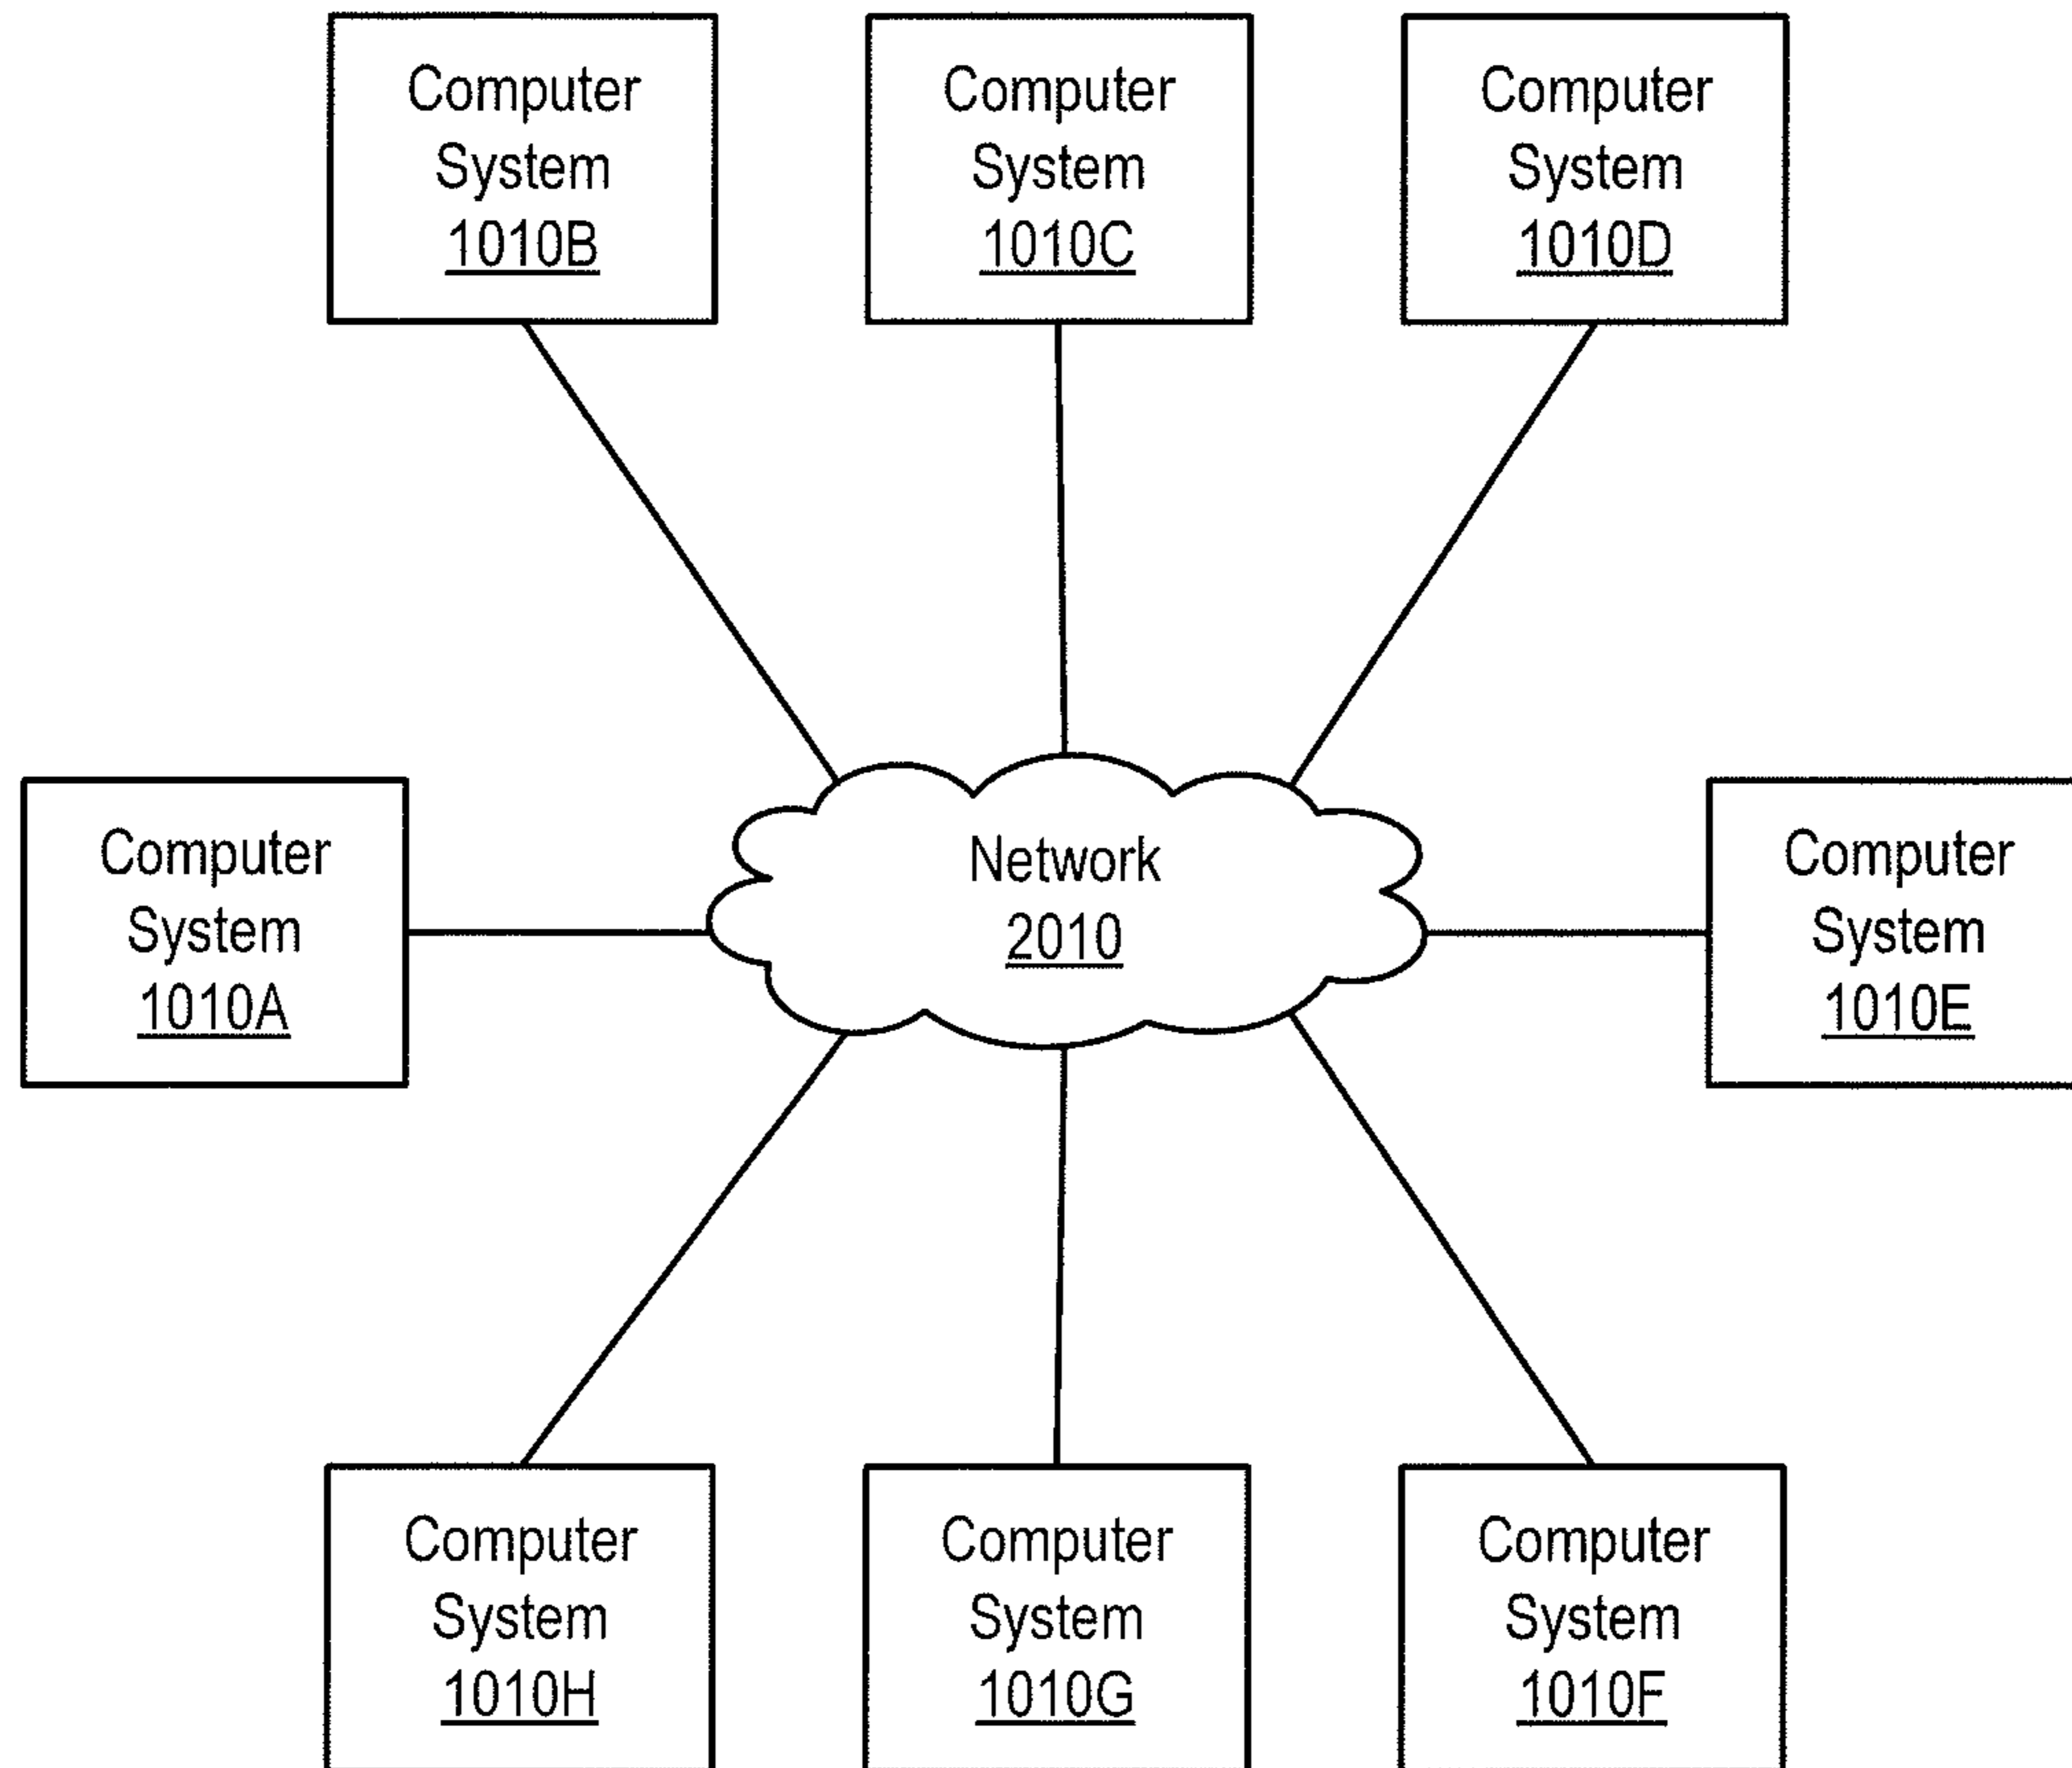 Computer
System
1010B
Computer
System
1010C
Computer
System
1010D
Computer
System
1010A
Network
2010
Computer
System
1010E
Computer
System
1010H
Computer
System
1010G
Computer
System
1010F